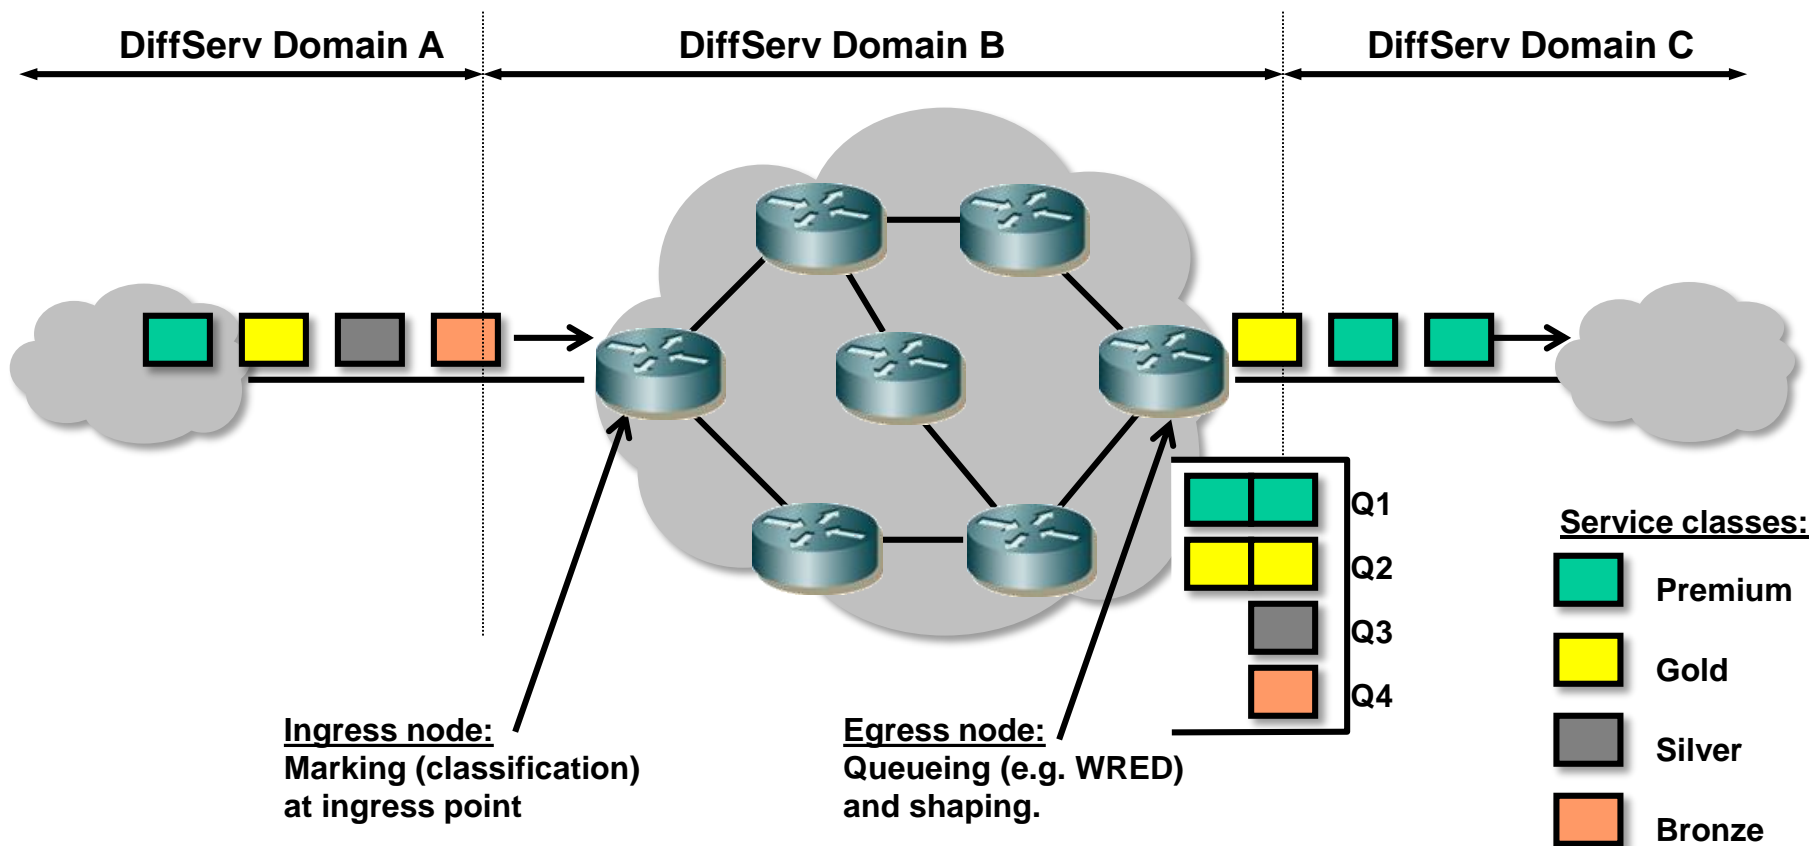 DiffServ Domain A
DiffServ Domain B
DiffServ Domain C
Q1
Q2
Q3
Q4
Service classes:
Premium
Gold
Silver
Bronze
Ingress node:
Marking (classification)
at ingress point
Egress node:
Queueing (e.g. WRED)
and shaping.